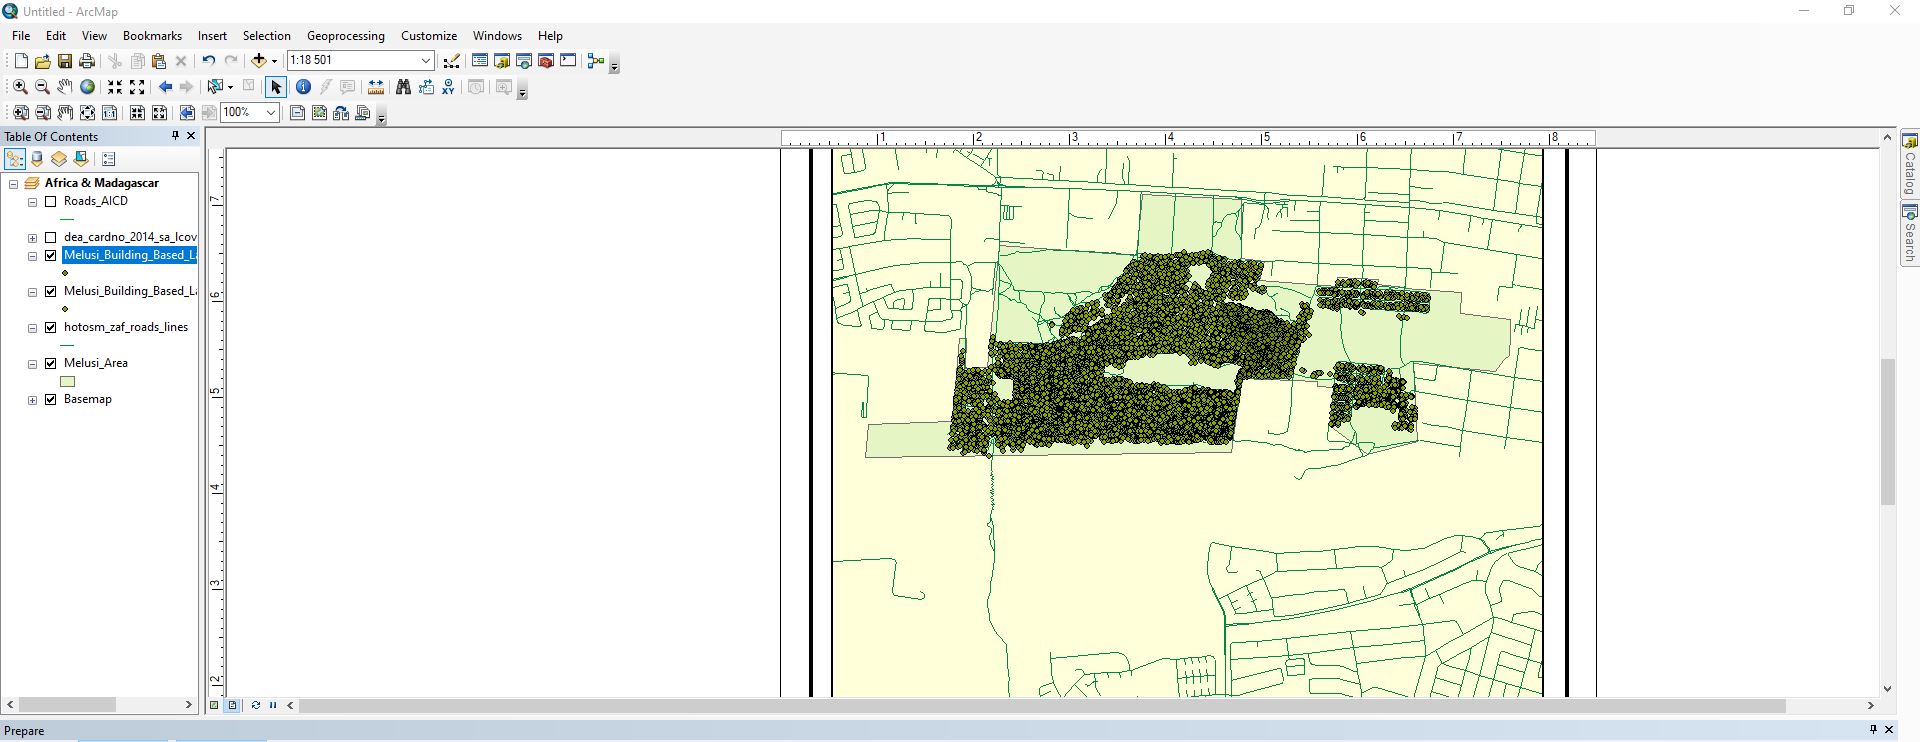 Untitled - ArcMap
File Edit View Bookmarks Insert Selection Geoprocessing Customize Windows Help
1:18 501
100%
Table Of Contents
Africa & Madagascar
Roads_AICD
dea_cardno_2014_sa_lcov
Melusi_Building_Based_La
Melusi_Building_Based_La
hotosm_zaf_roads_lines
Melusi_Area
Basemap
1 2 3 4 5 6 7 8
7
6
5
4
3
2
Catalog
Search
Prepare